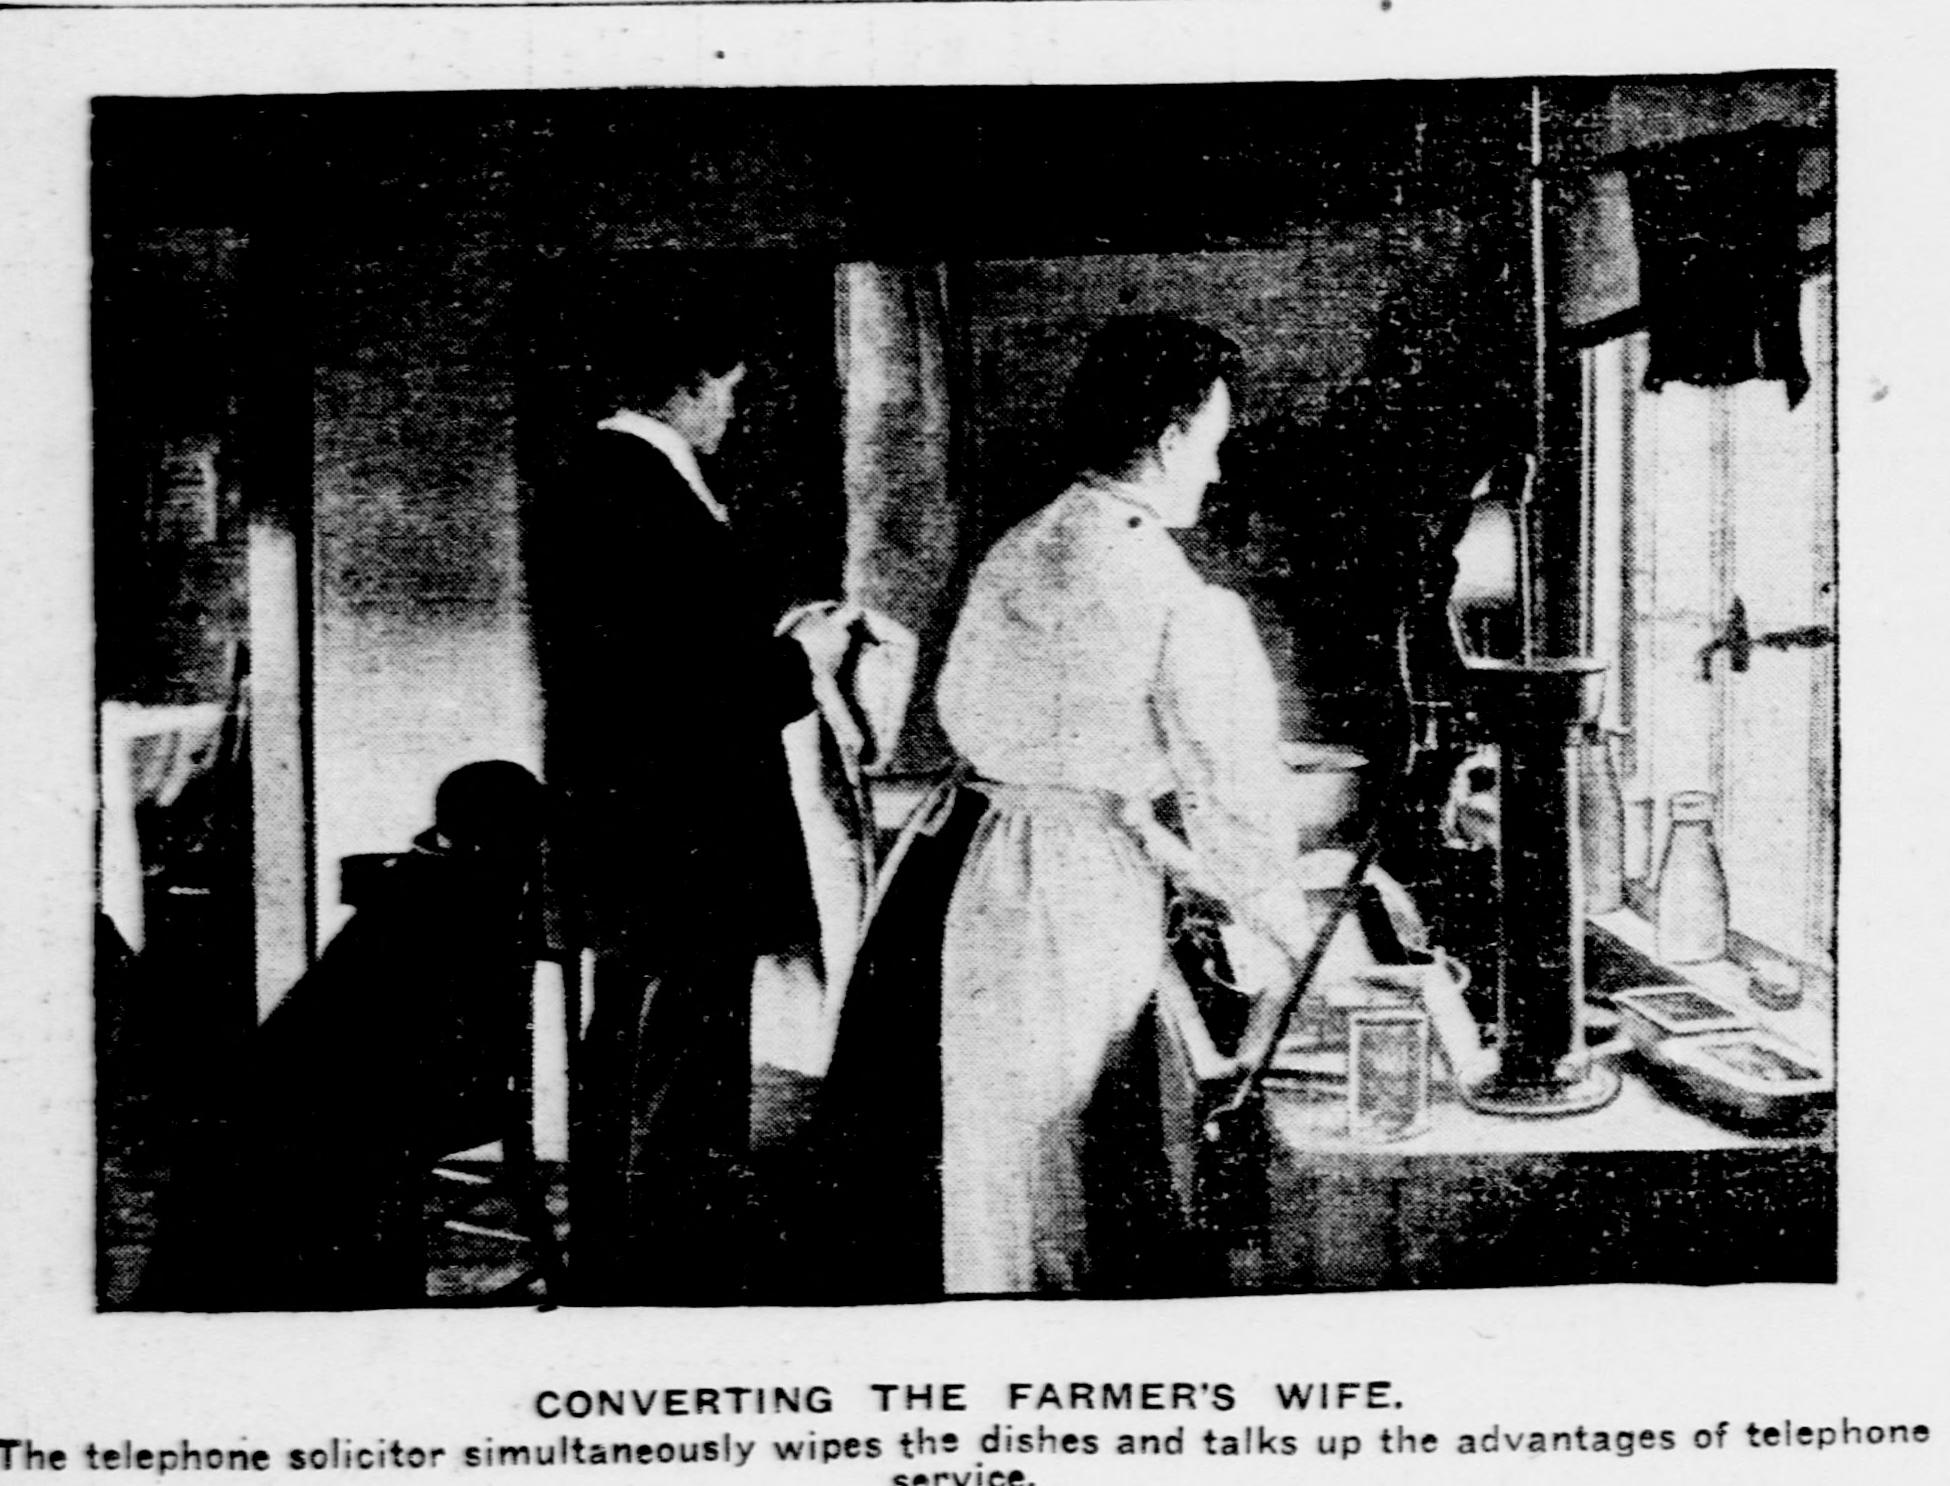 CONVERTING THE FARMER'S WIFE.
The telephone solicitor simultaneously wipes the dishes and talks up the advantages of telephone
service.